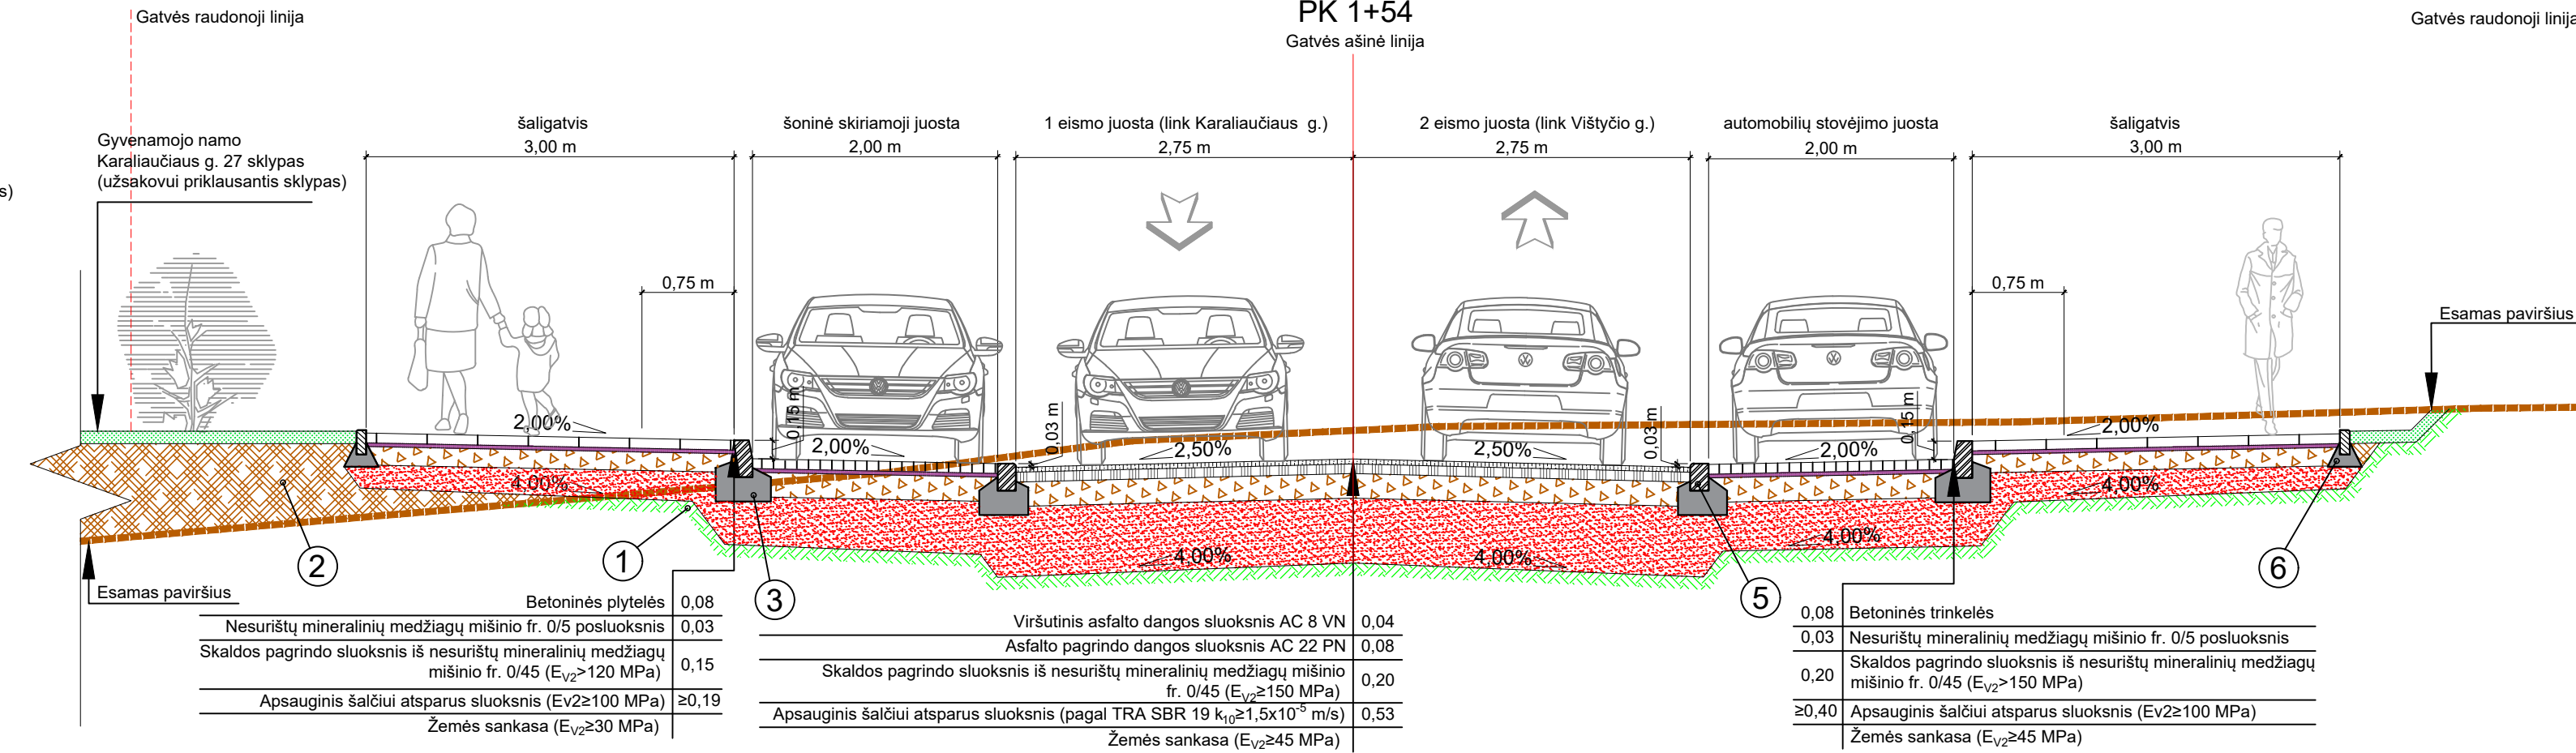 PK 1+54
Gatvės ašinė linija
Gatvės raudonoji linija
Gatvės raudonoji linija
Gyvenamojo namo
Karaliaučiaus g. 27 sklypas
(užsakovui priklausantis sklypas)
s)
šaligatvis
3,00 m
šoninė skiriamoji juosta
2,00 m
1 eismo juosta (link Karaliaučiaus g.)
2,75 m
2 eismo juosta (link Vištyčio g.)
2,75 m
automobilių stovėjimo juosta
2,00 m
šaligatvis
3,00 m
0,75 m
0,75 m
Esamas paviršius
2,00%
0,15 m
2,00%
0,03 m
2,50%
2,50%
0,03 m
2,00%
0,15 m
2,00%
4,00%
4,00%
4,00%
4,00%
4,00%
2
1
3
5
6
Esamas paviršius
Betoninės plytelės 0,08
Nesurištų mineralinių medžiagų mišinio fr. 0/5 posluoksnis 0,03
Skaldos pagrindo sluoksnis iš nesurištų mineralinių medžiagų
mišinio fr. 0/45 (EV2>120 MPa) 0,15
Apsauginis šalčiui atsparus sluoksnis (Ev2≥100 MPa) ≥0,19
Žemės sankasa (EV2≥30 MPa)
Viršutinis asfalto dangos sluoksnis AC 8 VN 0,04
Asfalto pagrindo dangos sluoksnis AC 22 PN 0,08
Skaldos pagrindo sluoksnis iš nesurištų mineralinių medžiagų mišinio
fr. 0/45 (EV2≥150 MPa) 0,20
Apsauginis šalčiui atsparus sluoksnis (pagal TRA SBR 19 k10≥1,5x10-5 m/s) 0,53
Žemės sankasa (EV2≥45 MPa)
0,08 Betoninės trinkelės
0,03 Nesurištų mineralinių medžiagų mišinio fr. 0/5 posluoksnis
0,20 Skaldos pagrindo sluoksnis iš nesurištų mineralinių medžiagų
mišinio fr. 0/45 (EV2>150 MPa)
≥0,40 Apsauginis šalčiui atsparus sluoksnis (Ev2≥100 MPa)
Žemės sankasa (EV2≥45 MPa)